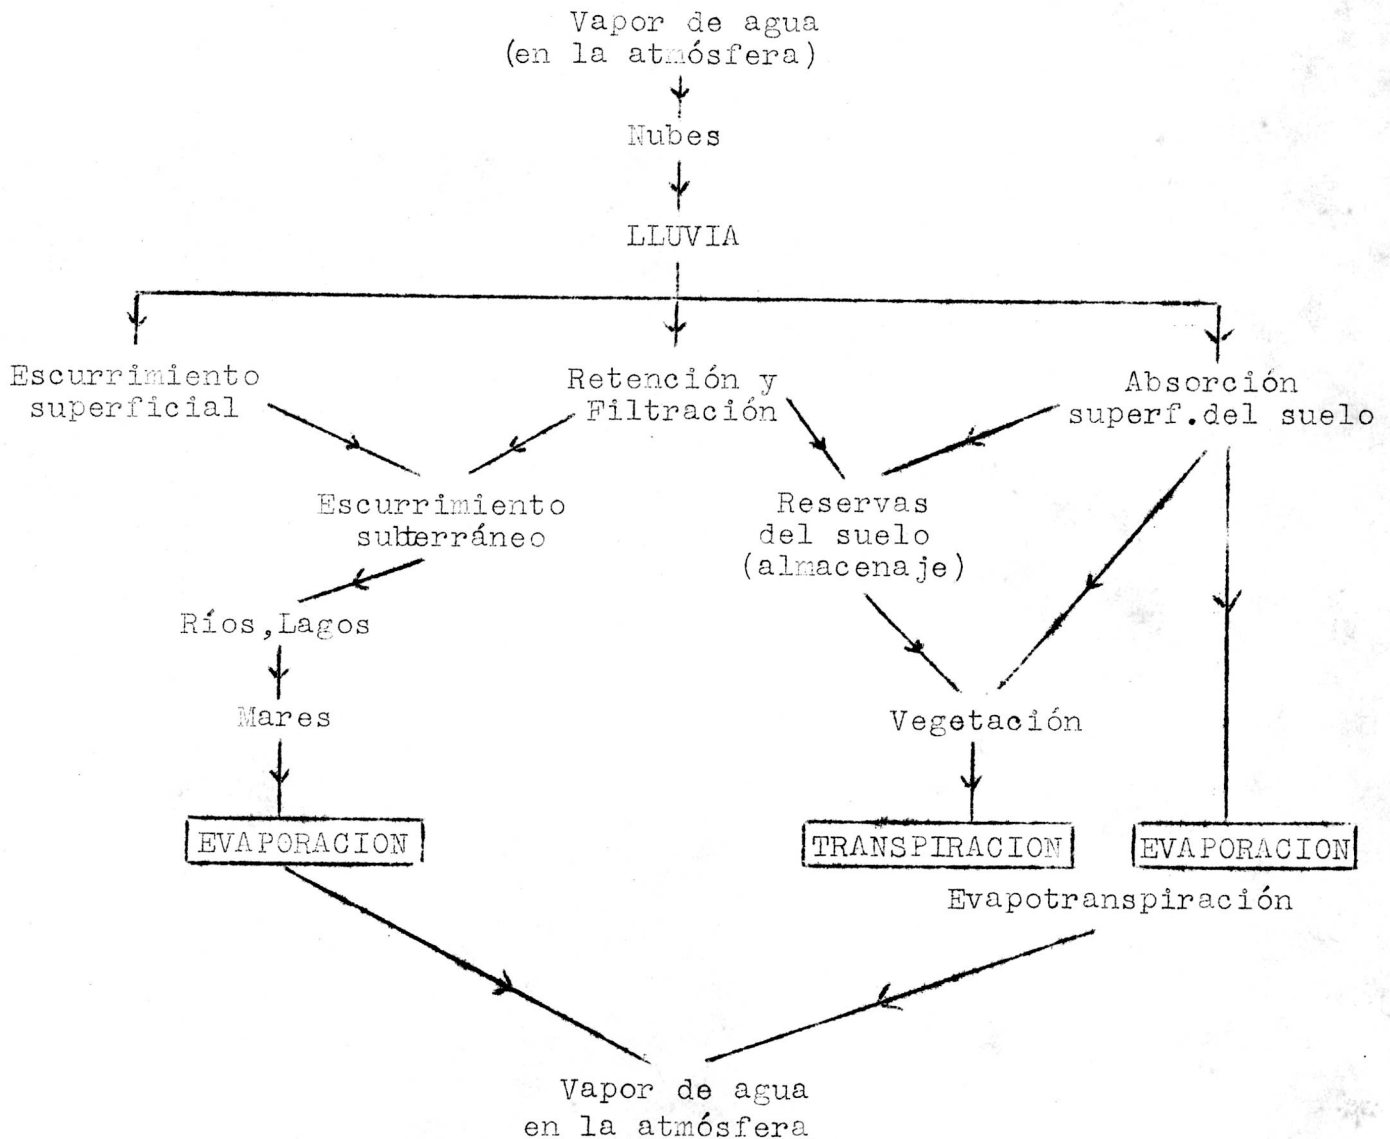 Vapor de agua
(en la atmósfera)
Nubes
LLUVIA
Escurrimiento
superficial
Retención y
Filtración
Absorción
superf.del suelo
Escurrimiento
subterráneo
Reservas
del suelo
(almacenaje)
Ríos,Lagos
Mares
Vegetación
EVAPORACION
TRANSPIRACION
EVAPORACION
Evapotranspiración
Vapor de agua
en la atmósfera